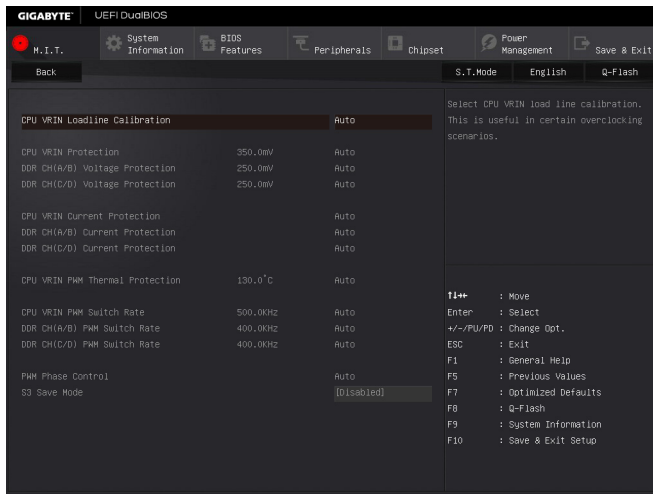 GIGABYTE™ UEFI DualBIOS
M.I.T. System Information BIOS Features Peripherals Chipset Power Management Save & Exit
Back S.T.Mode English Q-Flash
CPU VRIN Loadline Calibration Auto
CPU VRIN Protection 350.0mV Auto
DDR CH(A/B) Voltage Protection 250.0mV Auto
DDR CH(C/D) Voltage Protection 250.0mV Auto
CPU VRIN Current Protection Auto
DDR CH(A/B) Current Protection Auto
DDR CH(C/D) Current Protection Auto
CPU VRIN PWM Thermal Protection 130.0°C Auto
CPU VRIN PWM Switch Rate 500.0KHz Auto
DDR CH(A/B) PWM Switch Rate 400.0KHz Auto
DDR CH(C/D) PWM Switch Rate 400.0KHz Auto
PWM Phase Control Auto
S3 Save Mode [Disabled]
Select CPU VRIN load line calibration.
This is useful in certain overclocking
scenarios.
↑↓→← : Move
Enter : Select
+/-/PU/PD : Change Opt.
ESC : Exit
F1 : General Help
F5 : Previous Values
F7 : Optimized Defaults
F8 : Q-Flash
F9 : System Information
F10 : Save & Exit Setup